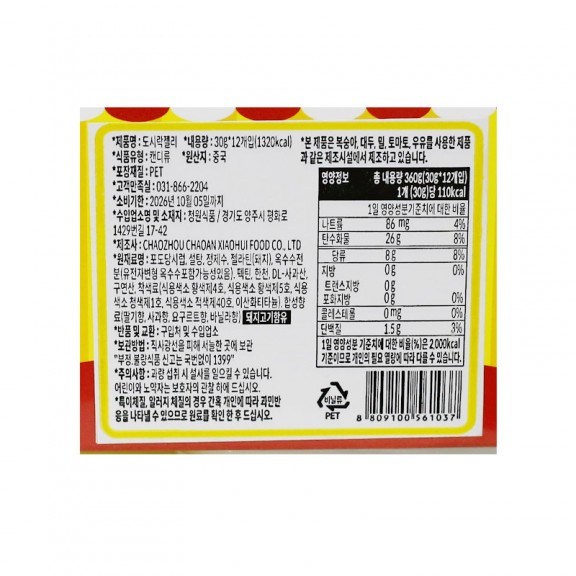 *제품명: 도시락젤리 *내용량: 30g*12개입(1320kcal)
*식품유형: 캔디류 *원산지: 중국
*포장재질: PET
*고객만족실: 031-866-2204
*소비기한: 2026년 10월 05일까지
*수입업소명 및 소재지: 청원식품 / 경기도 양주시 평화로
1429번길 17-42
*제조사: CHAOZHOU CHAOAN XIAOHUI FOOD CO., LTD
*원재료명: 포도당시럽, 설탕, 정제수, 젤라틴(돼지), 옥수수전
분(유전자변형 옥수수포함가능성있음), 펙틴, 한천, DL-사과산,
구연산, 착색료(식용색소 황색제4호, 식용색소 황색제5호, 식용
색소 청색제1호, 식용색소 적색제40호, 이산화티타늄), 합성향
료(딸기향, 사과향, 요구르트향, 바닐라향) 돼지고기함유
*반품 및 교환: 구입처 및 수입업소
*보관방법: 직사광선을 피해 서늘한 곳에 보관
*부정,불량식품 신고는 국번없이 1399"
*주의사항: 과량 섭취 시 설사를 일으킬 수 있습니다.
어린이와 노약자는 보호자의 관찰 하에 드십시오.
*특이체질, 알러지 체질의 경우 간혹 개인에 따라 과민반
응을 나타낼 수 있으므로 원료를 확인 한 후 드십시오.
*본 제품은 복숭아, 대두, 밀, 토마토, 우유를 사용한 제품
과 같은 제조시설에서 제조하고 있습니다.
영양정보 총 내용량 360g(30g*12개입)
1개 (30g)당 110kcal
1일 영양성분기준치에 대한 비율
나트륨 86 mg 4%
탄수화물 26 g 8%
당류 8 g 8%
지방 0 g 0%
트랜스지방 0 g
포화지방 0 g 0%
콜레스테롤 0 mg 0%
단백질 1.5 g 3%
1일 영양성분 기준치에 대한 비율(%)은 2,000kcal
기준이므로 개인의 필요 열량에 따라 다를 수 있습니다.
비닐류
PET
8 809100 561037